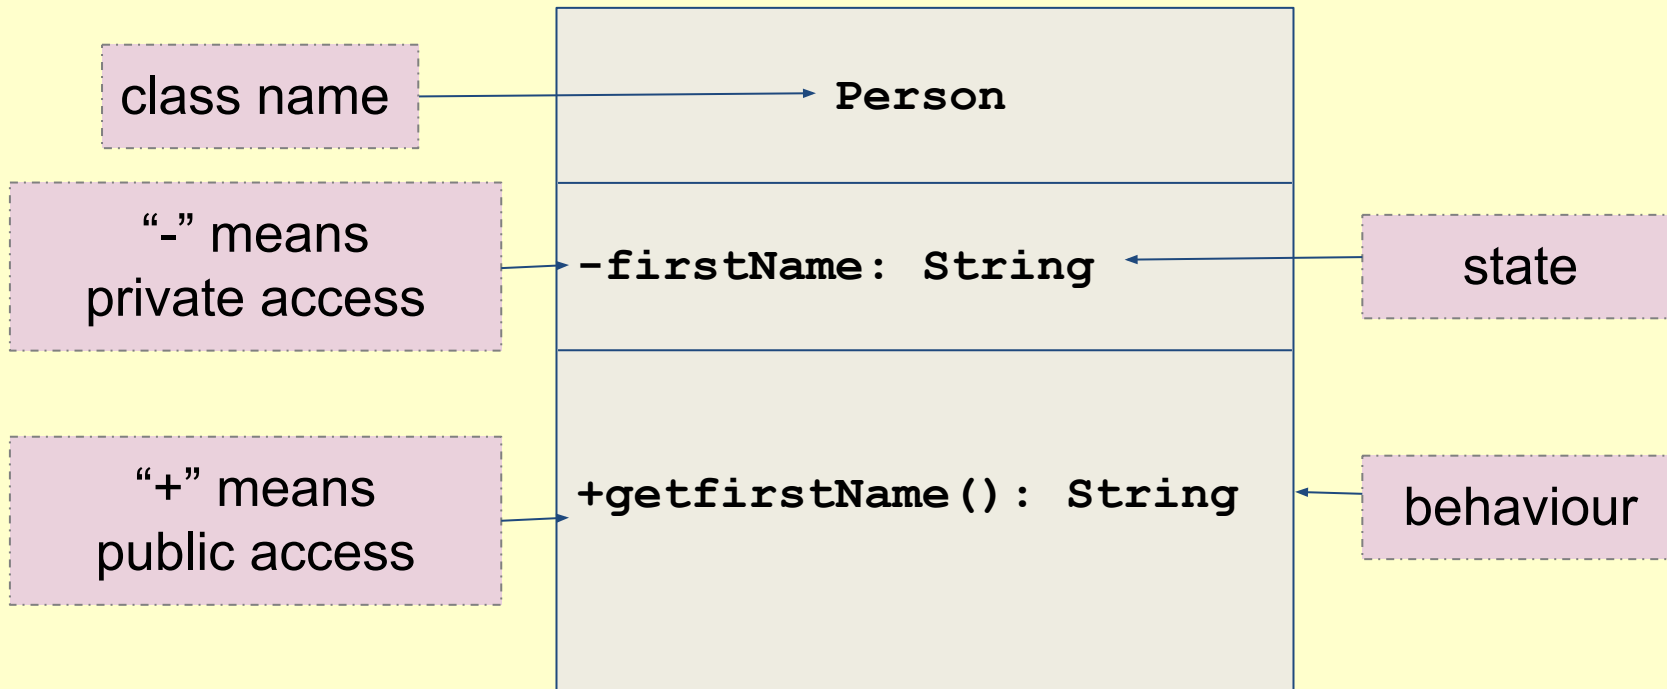 class name
Person
“-” means
private access
-firstName: String
state
“+” means
public access
+getfirstName(): String
behaviour